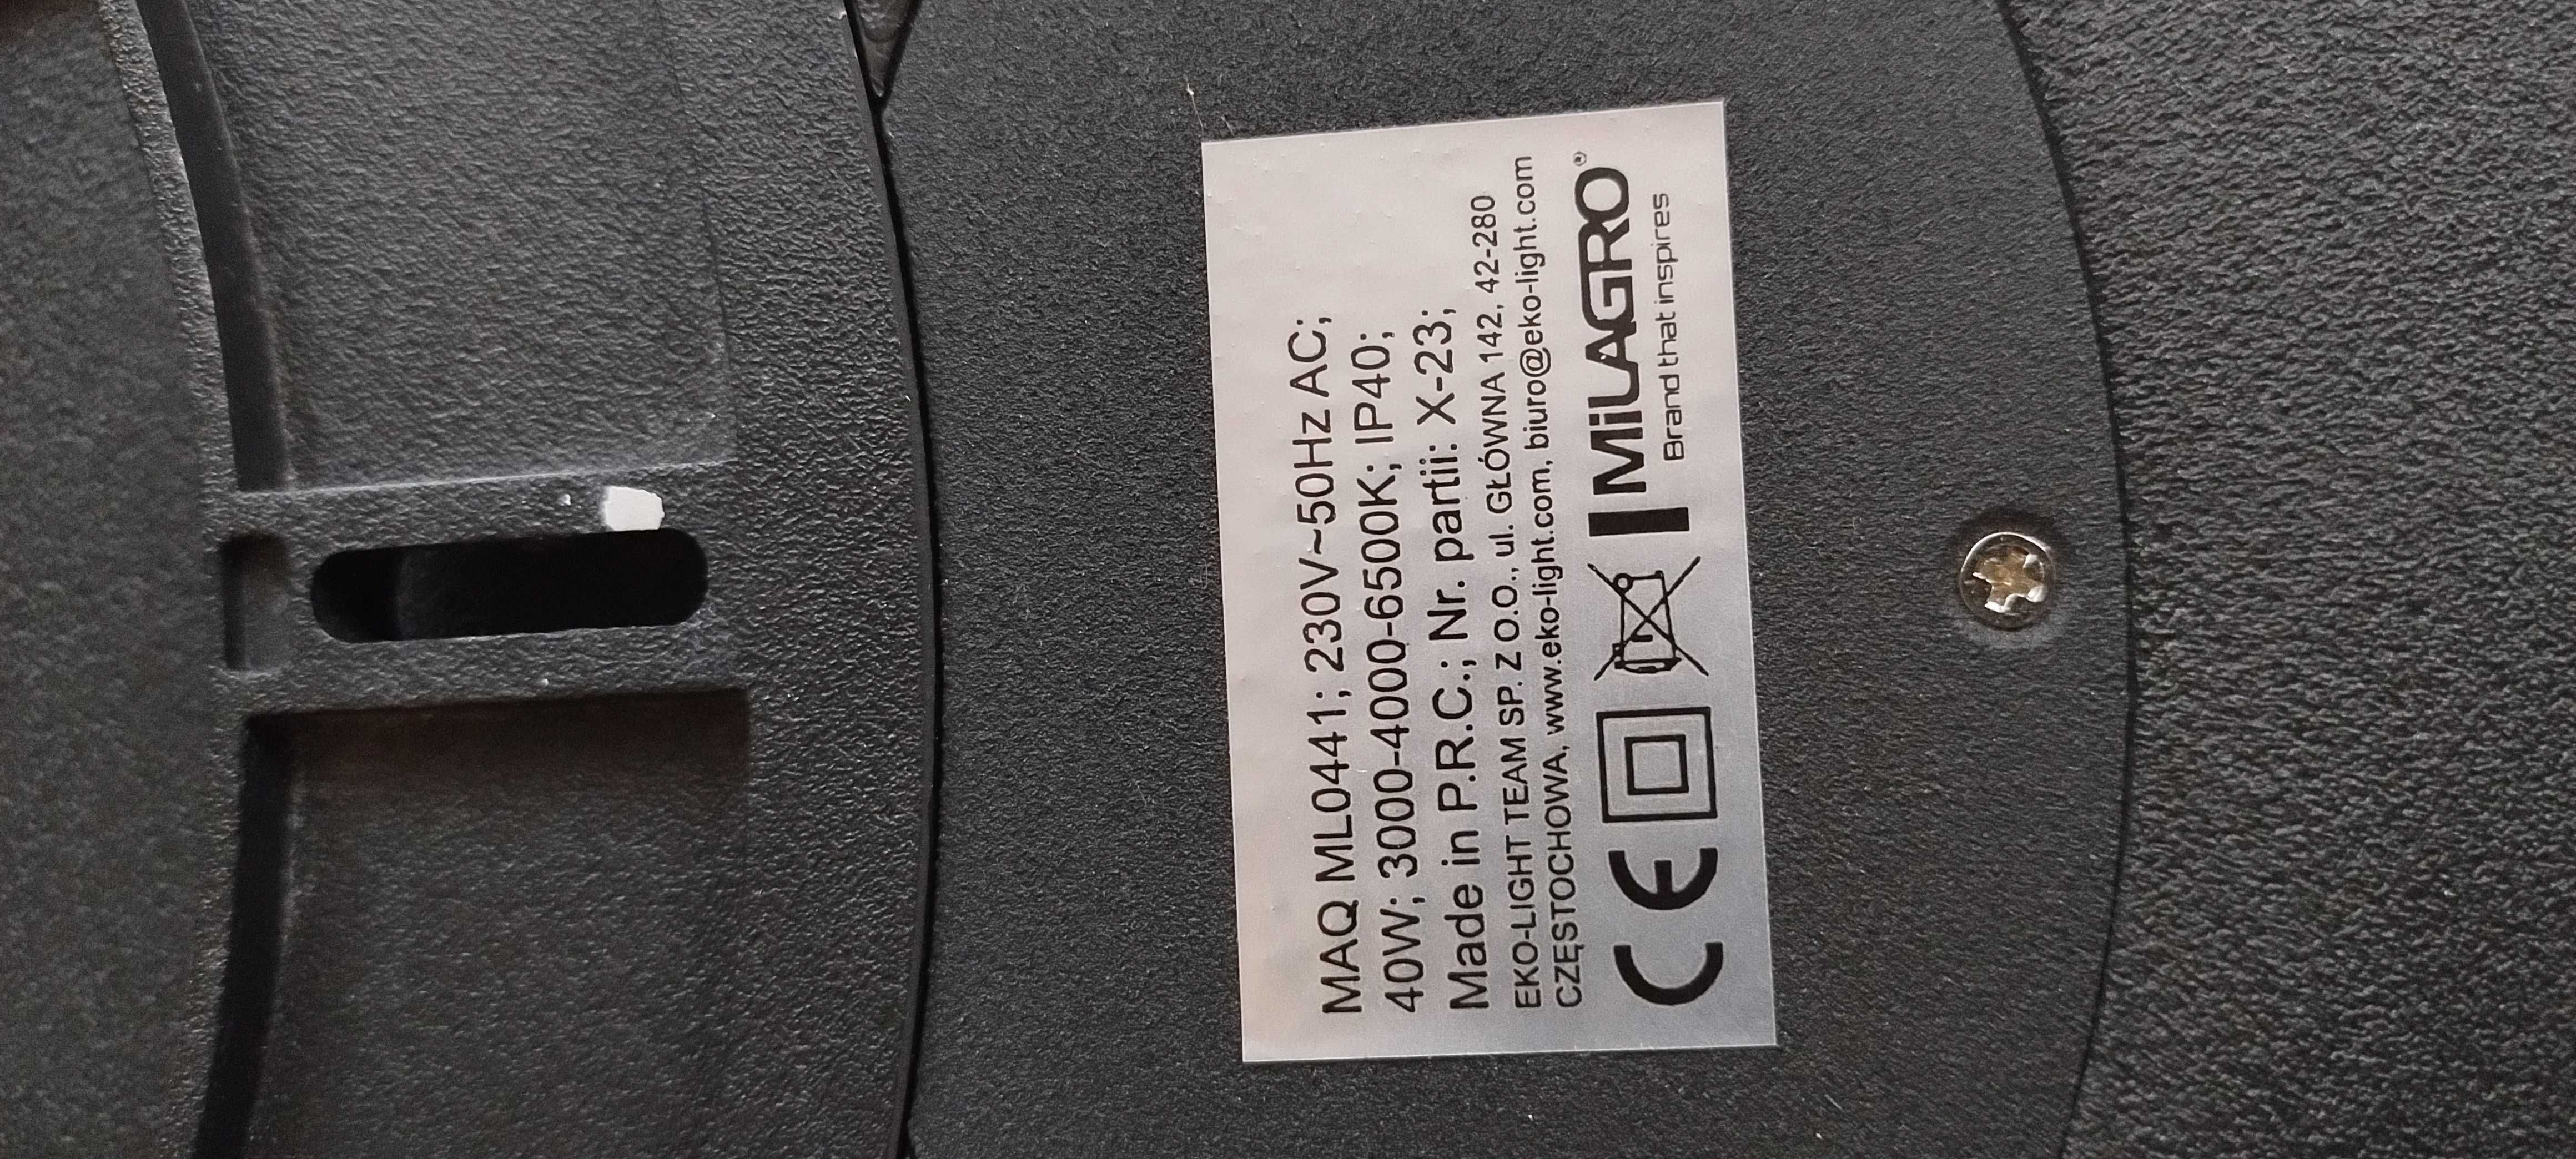 MAQ ML0441; 230V~50Hz AC;
40W; 3000-4000-6500K; IP40;
Made in P.R.C.; Nr. partii: X-23;
EKO-LIGHT TEAM SP. Z O.O., ul. GŁÓWNA 142, 42-280
CZĘSTOCHOWA, www.eko-light.com, biuro@eko-light.com
CE MiLAGRO®
Brand that inspires